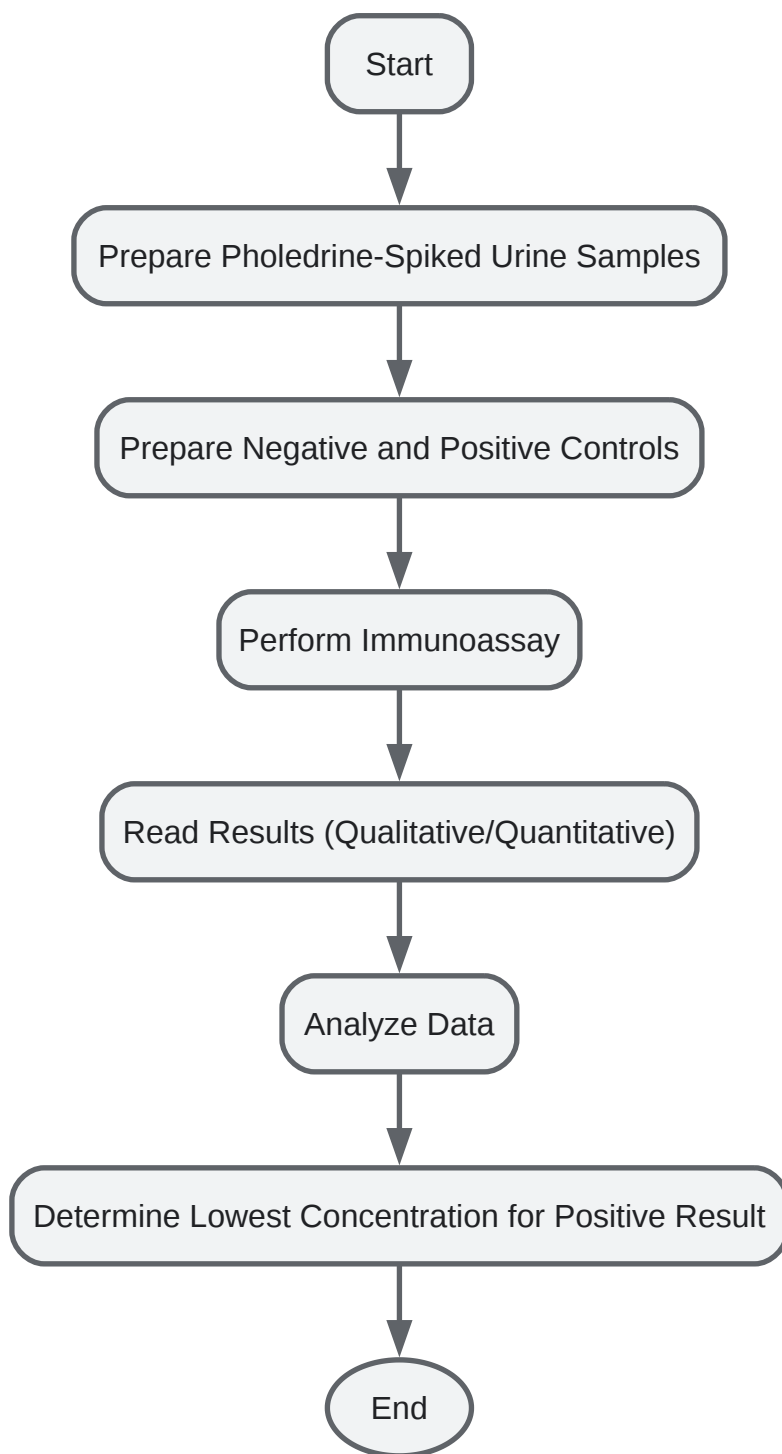 Start
Prepare Pholedrine-Spiked Urine Samples
Prepare Negative and Positive Controls
Perform Immunoassay
Read Results (Qualitative/Quantitative)
Analyze Data
Determine Lowest Concentration for Positive Result
End